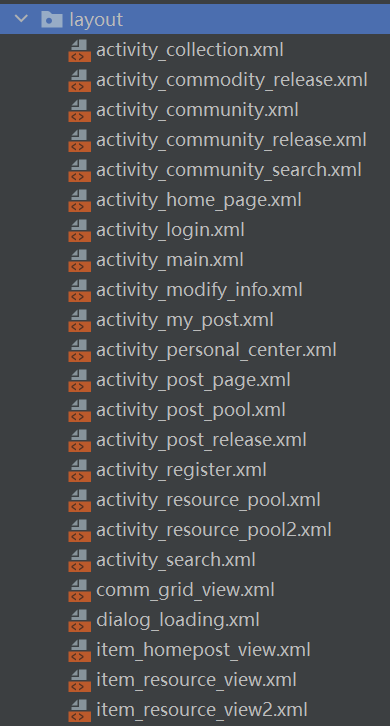 layout
activity_collection.xml
activity_commodity_release.xml
activity_community.xml
activity_community_release.xml
activity_community_search.xml
activity_home_page.xml
activity_login.xml
activity_main.xml
activity_modify_info.xml
activity_my_post.xml
activity_personal_center.xml
activity_post_page.xml
activity_post_pool.xml
activity_post_release.xml
activity_register.xml
activity_resource_pool.xml
activity_resource_pool2.xml
activity_search.xml
comm_grid_view.xml
dialog_loading.xml
item_homepost_view.xml
item_resource_view.xml
item_resource_view2.xml